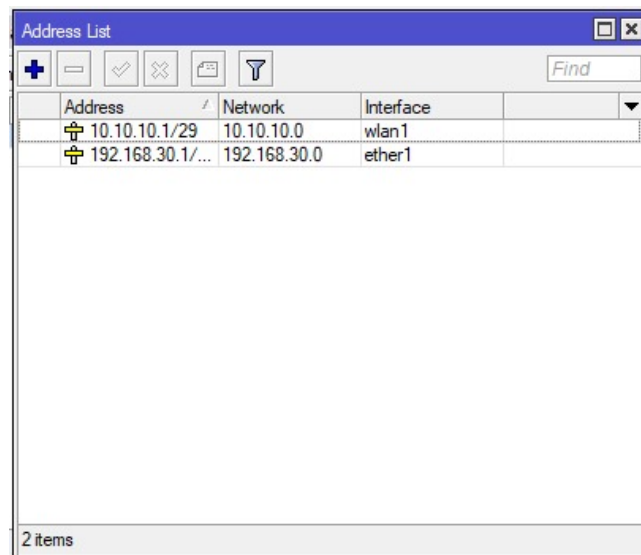 Address List
Find
Address Network Interface
10.10.10.1/29 10.10.10.0 wlan1
192.168.30.1/... 192.168.30.0 ether1
2 items